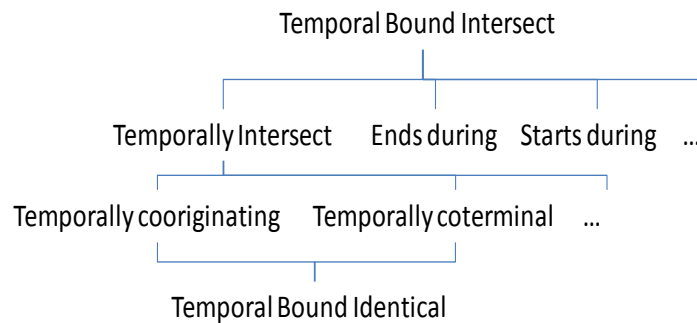 Temporal Bound Intersect
Temporally Intersect Ends during Starts during ...
Temporally cooriginating Temporally coterminal ...
Temporal Bound Identical